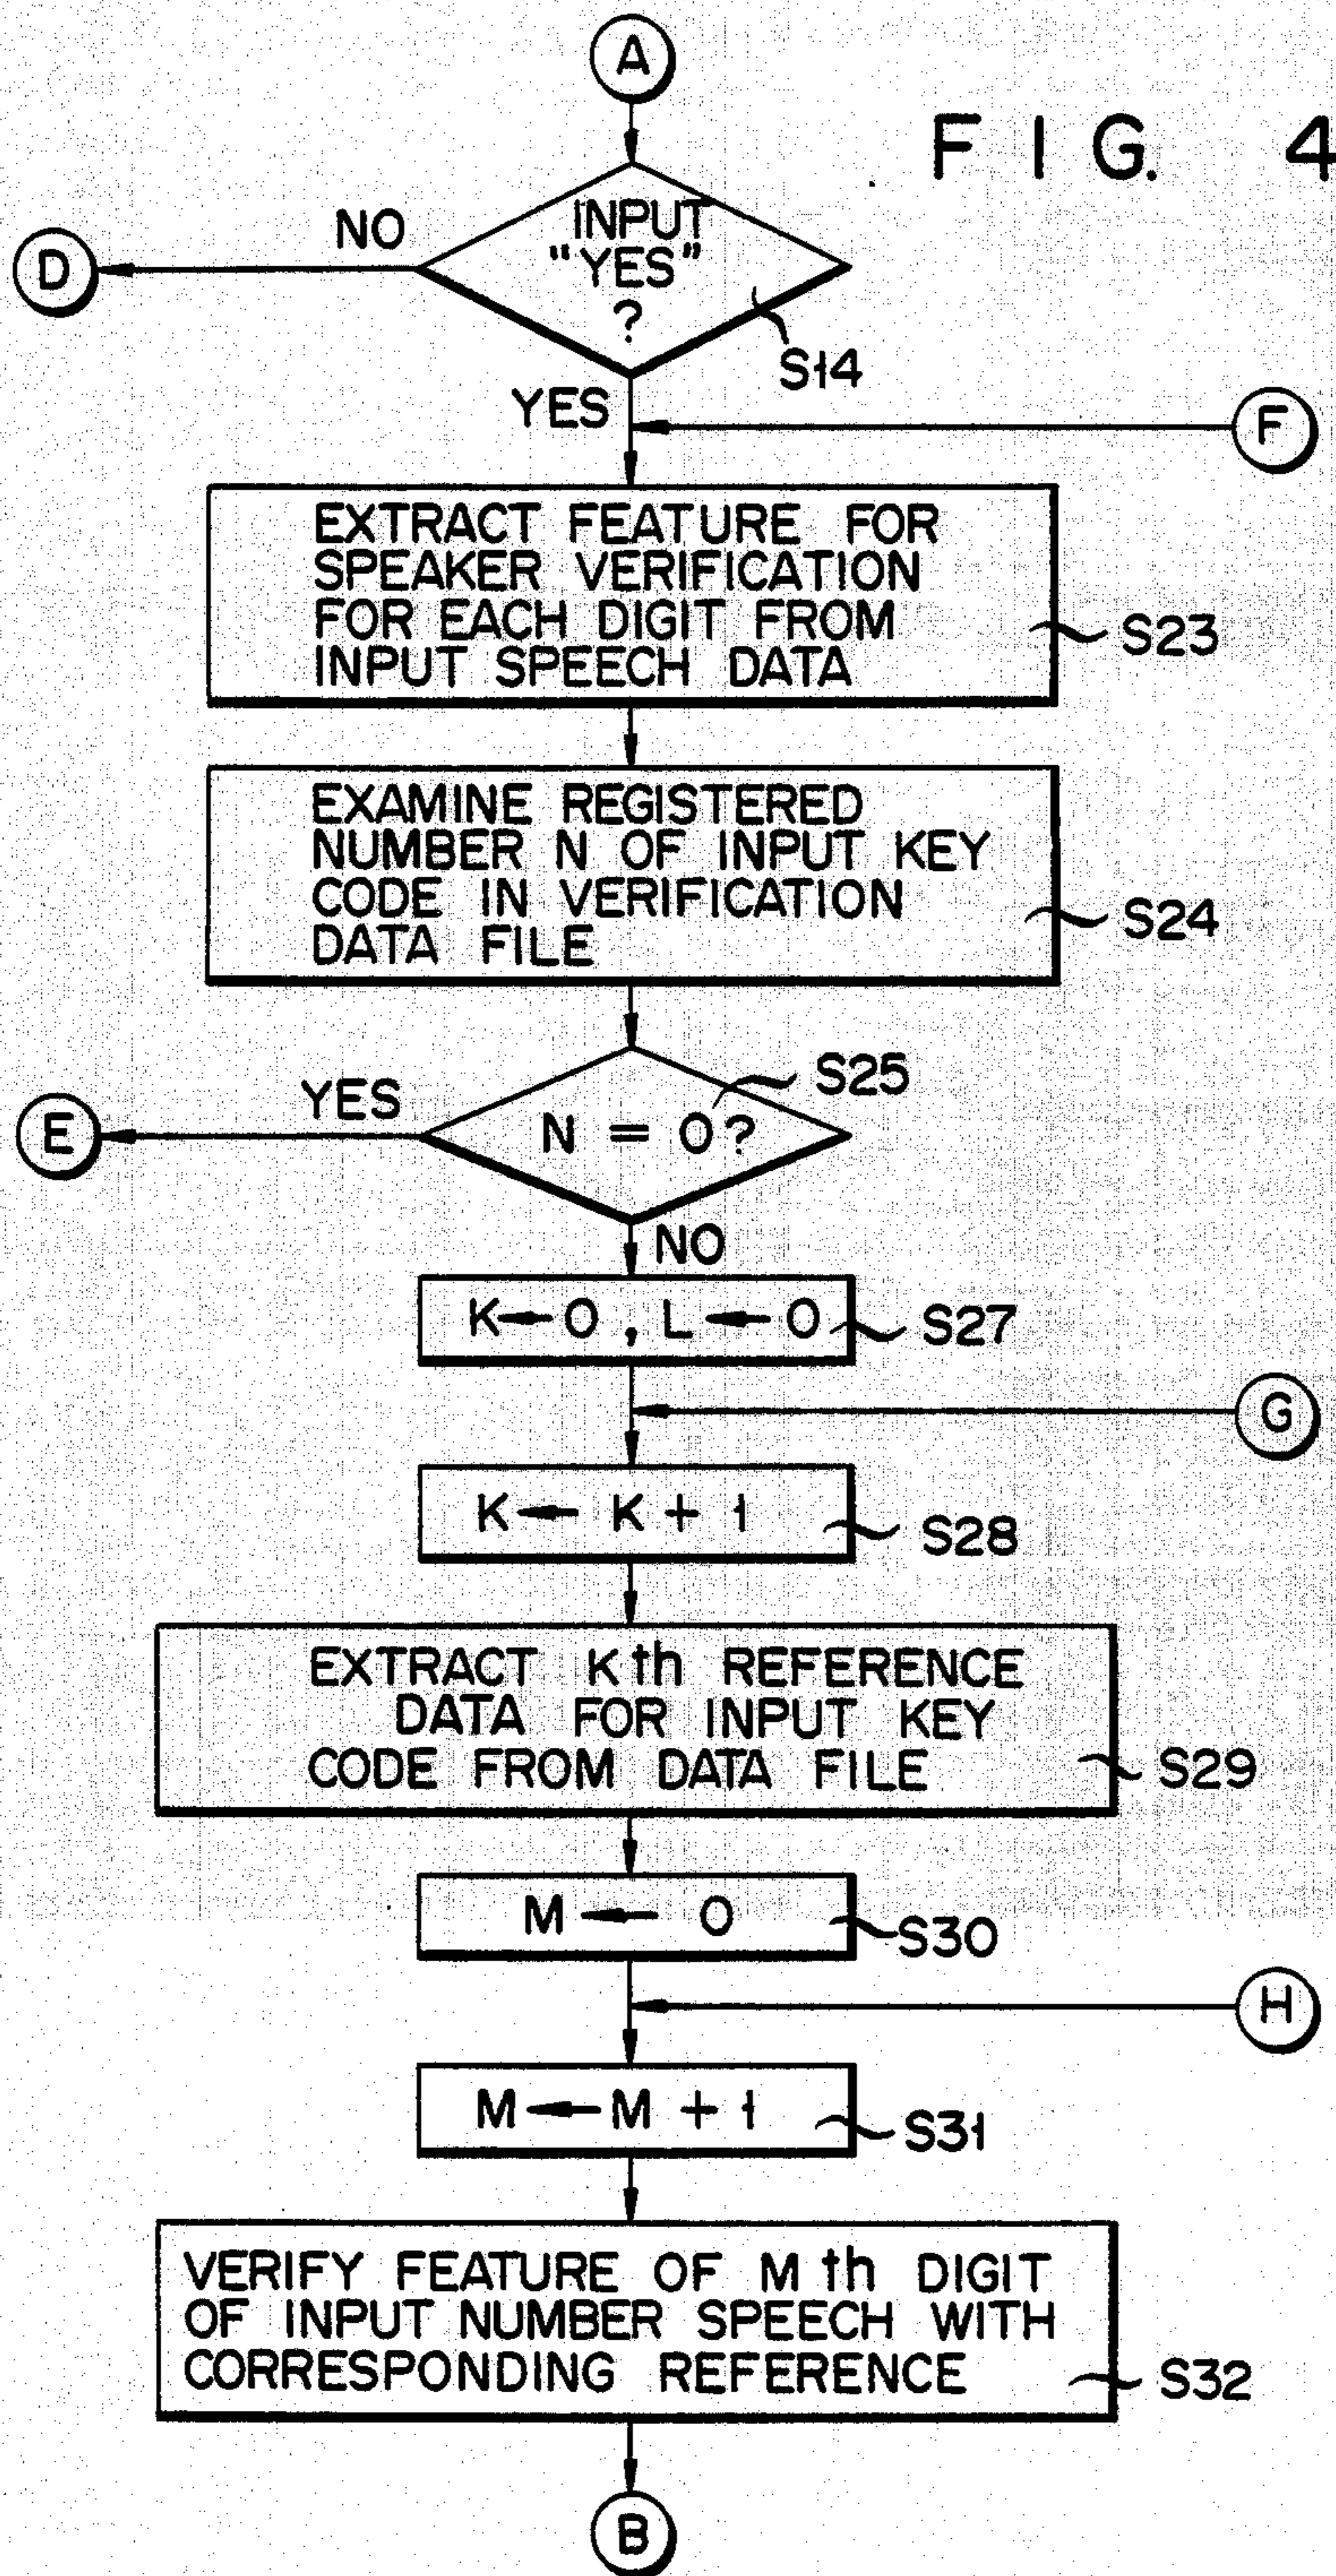 A
FIG. 4
INPUT
"YES"
?
NO
D
S14
YES
F
EXTRACT FEATURE FOR
SPEAKER VERIFICATION
FOR EACH DIGIT FROM
INPUT SPEECH DATA
S23
EXAMINE REGISTERED
NUMBER N OF INPUT KEY
CODE IN VERIFICATION
DATA FILE
S24
S25
YES
E
N = 0?
NO
K←0, L←0
S27
G
K←K+1
S28
EXTRACT Kth REFERENCE
DATA FOR INPUT KEY
CODE FROM DATA FILE
S29
M←0
S30
H
M←M+1
S31
VERIFY FEATURE OF Mth DIGIT
OF INPUT NUMBER SPEECH WITH
CORRESPONDING REFERENCE
S32
B